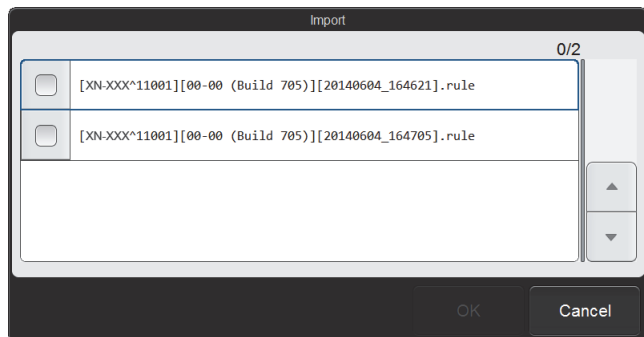 Import
0/2
[XN-XXX^11001][00-00 (Build 705)][20140604_164621].rule
[XN-XXX^11001][00-00 (Build 705)][20140604_164705].rule
OK
Cancel